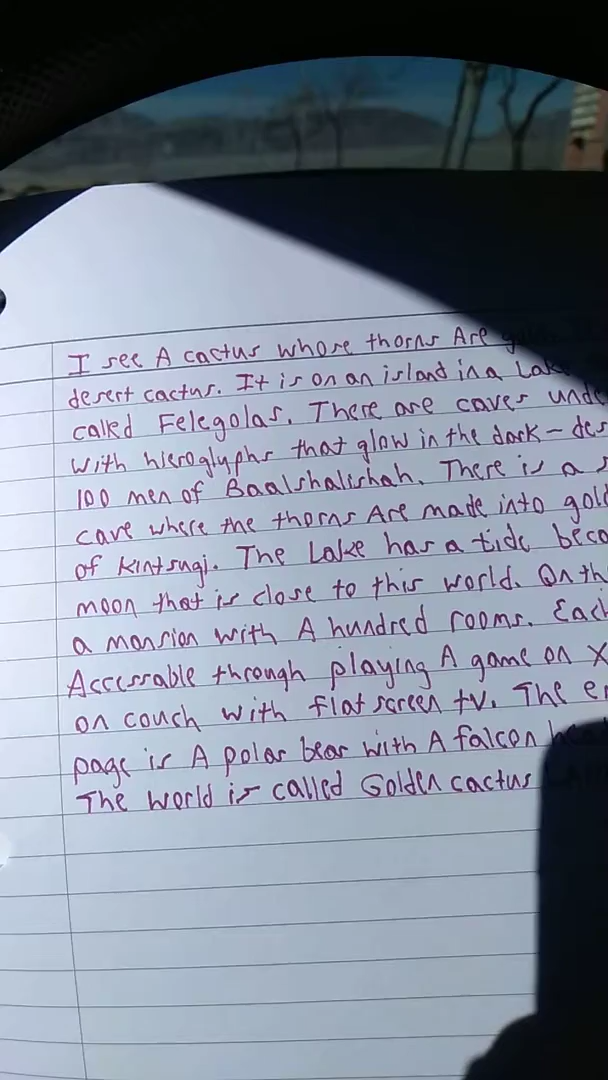 I see A cactus whose thorns Are
desert cactus. It is on an island in a Lake
called Felegolas. There are caves
with hieroglyphs that glow in the dark –
100 men of Baalshalishah. There is a
cave where the thorns Are made into
of Kintsugi. The Lake has a tide
moon that is close to this world. On
a mansion with A hundred rooms.
Accessable through playing A game on X
on couch with flat screen tv. The
page is A polar bear with A falcon
The world is called Golden cactus